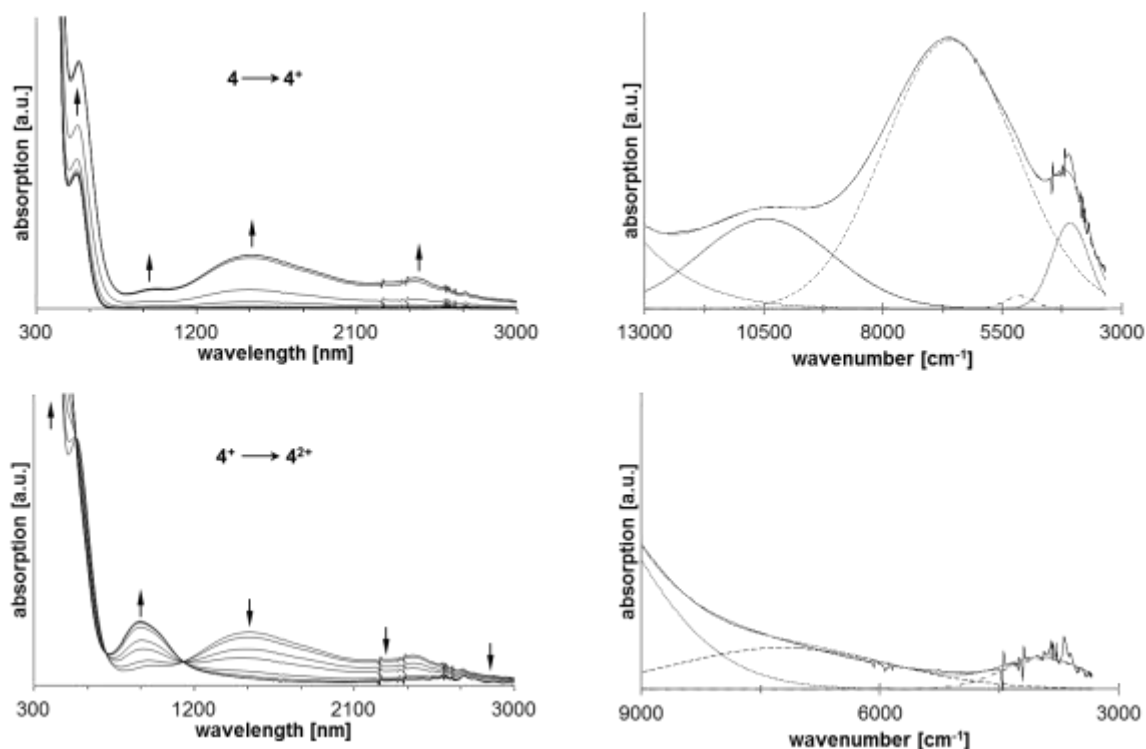 absorption [a.u.]
4 → 4⁺
300 1200 2100 3000
wavelength [nm]
absorption [a.u.]
13000 10500 8000 5500 3000
wavenumber [cm⁻¹]
absorption [a.u.]
4⁺ → 4²⁺
300 1200 2100 3000
wavelength [nm]
absorption [a.u.]
9000 6000 3000
wavenumber [cm⁻¹]